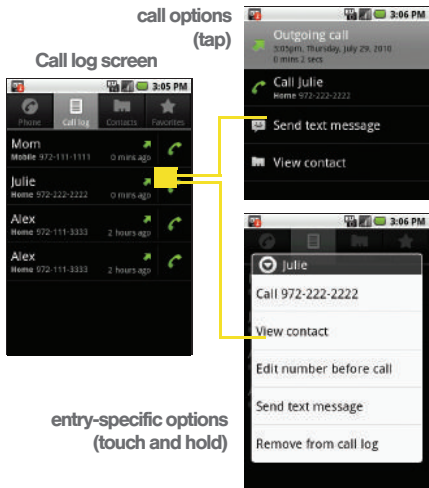 call options
(tap)
Call log screen
3:05 PM
Phone
Call log
Contacts
Favorites
Mom
Mobile 972-111-1111
0 mins ago
Julie
Home 972-222-2222
0 mins ago
Alex
Home 972-111-3333
2 hours ago
Alex
Home 972-111-3333
2 hours ago
3:06 PM
Outgoing call
3:05pm, Thursday, July 29, 2010
0 mins 2 secs
Call Julie
Home 972-222-2222
Send text message
View contact
3:06 PM
Julie
Call 972-222-2222
View contact
Edit number before call
Send text message
Remove from call log
entry-specific options
(touch and hold)